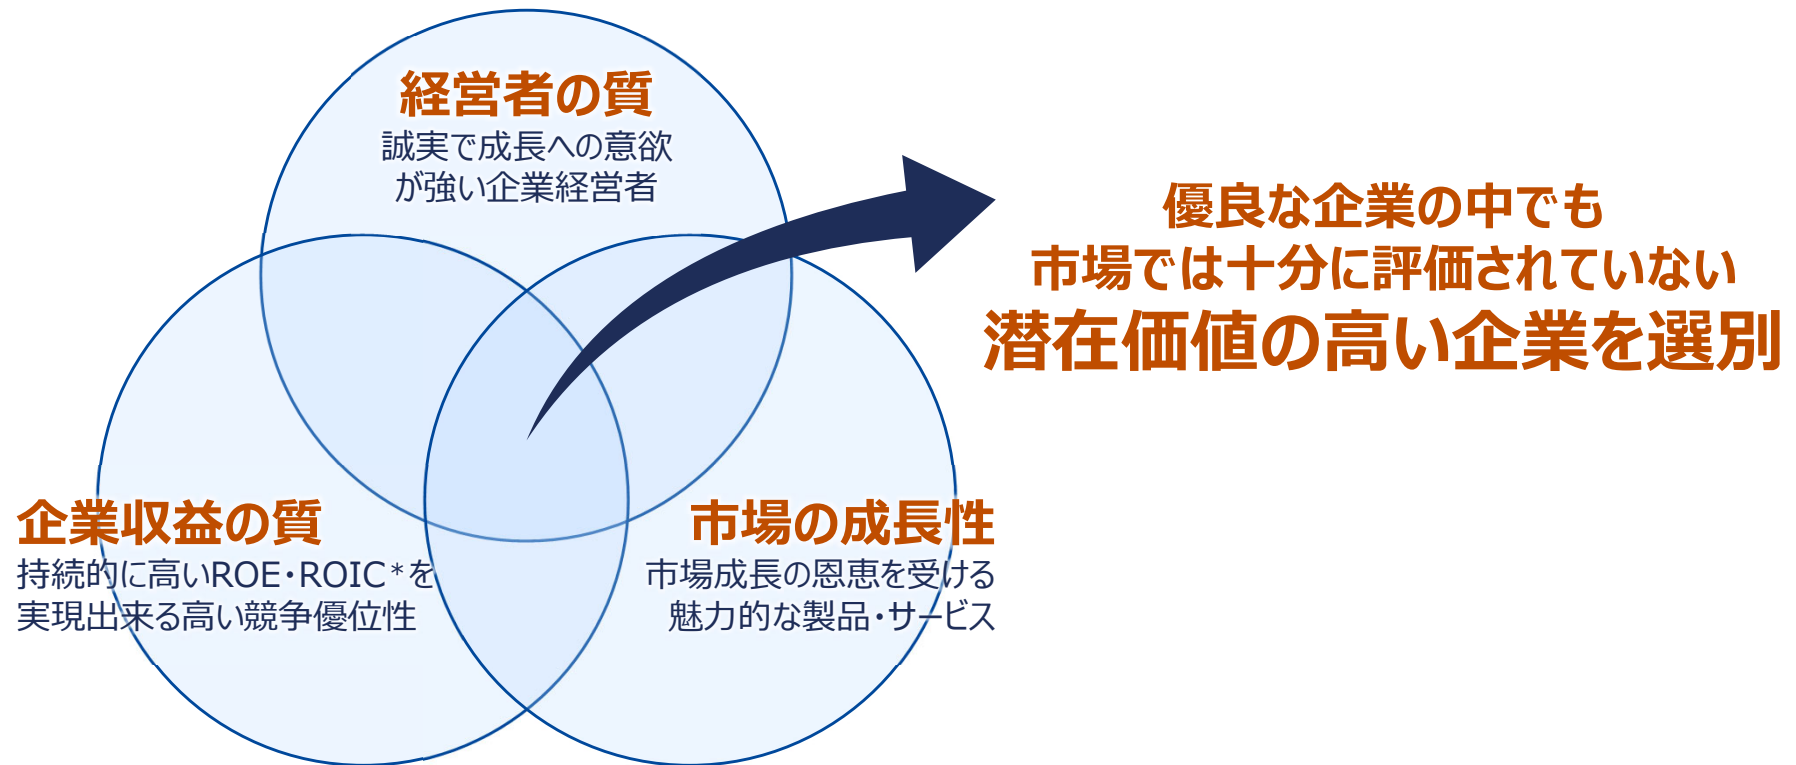 経営者の質
誠実で成長への意欲
が強い企業経営者
優良な企業の中でも
市場では十分に評価されていない
潜在価値の高い企業を選別
企業収益の質
持続的に高いROE・ROIC*を
実現出来る高い競争優位性
市場の成長性
市場成長の恩恵を受ける
魅力的な製品・サービス